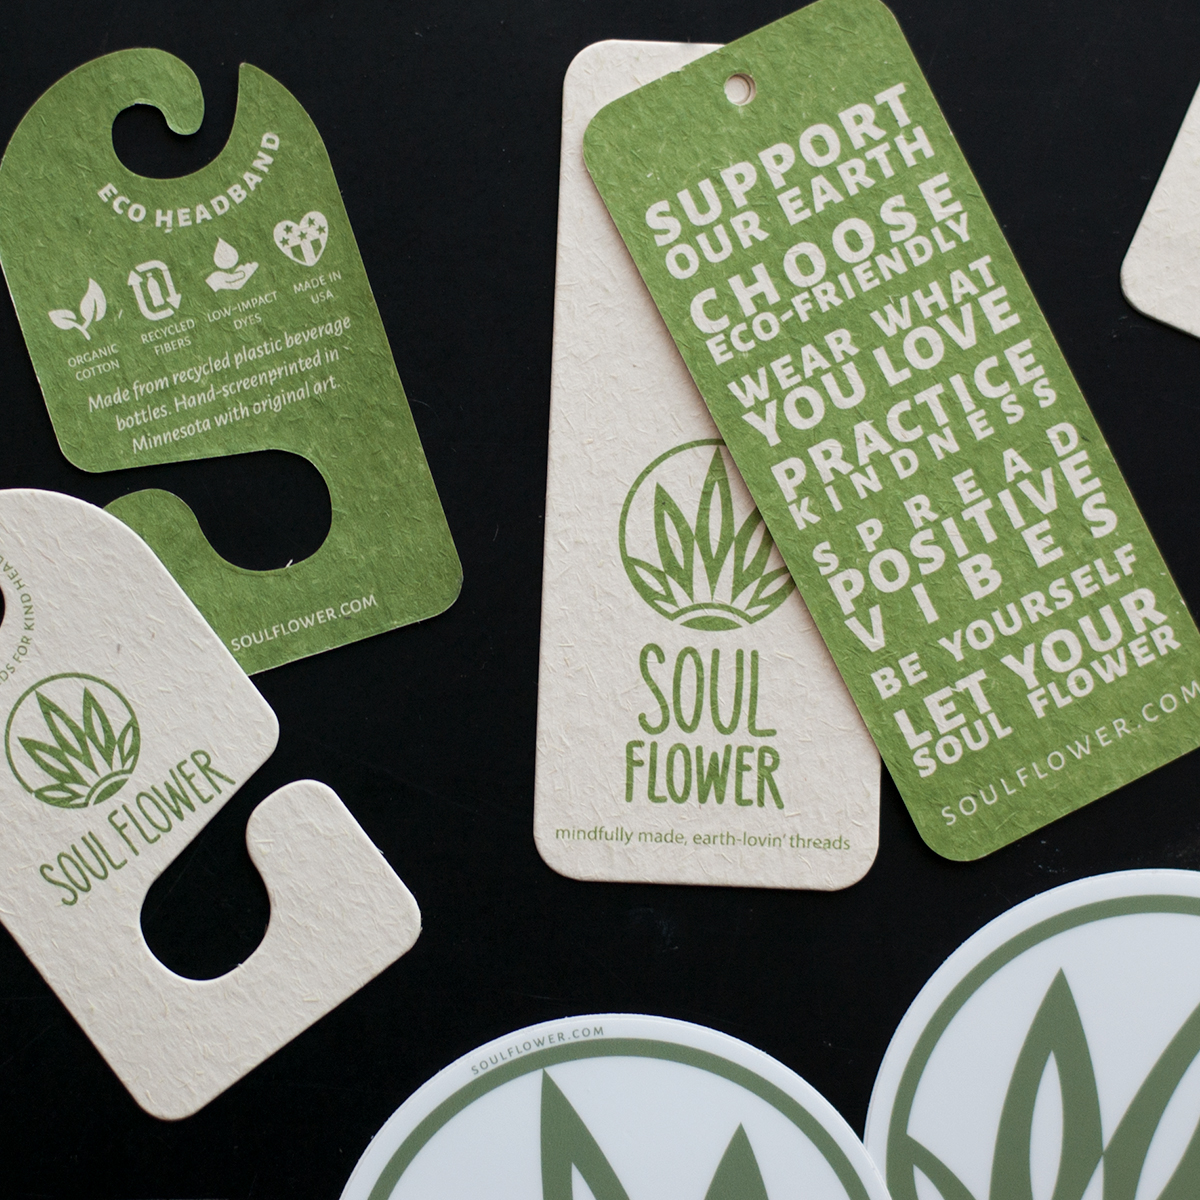 ECO HEADBAND
ORGANIC
COTTON
RECYCLED
FIBERS
LOW-IMPACT
DYES
MADE IN
USA
Made from recycled plastic beverage
bottles. Hand-screenprinted in
Minnesota with original art.
SOULFLOWER.COM
FOR KIND
SOUL FLOWER
SOUL
FLOWER
mindfully made, earth-lovin' threads
SUPPORT
OUR EARTH
CHOOSE
ECO-FRIENDLY
WEAR WHAT
YOU LOVE
PRACTICE
KINDNESS
SPREAD
POSITIVE
VIBES
BE YOURSELF
LET YOUR
SOUL FLOWER
SOULFLOWER.COM
SOULFLOWER.COM